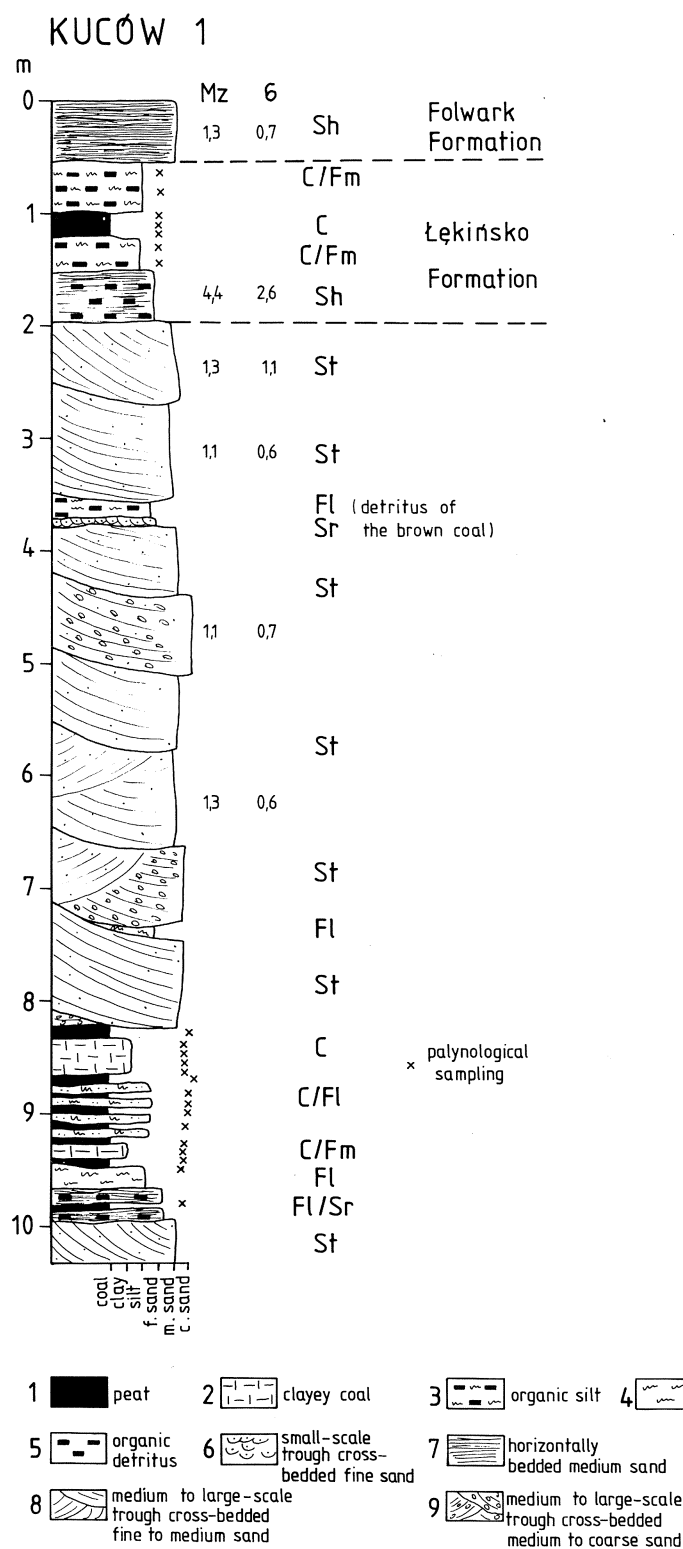 KUCÓW 1
m
Mz 6
0
1,3 0,7 Sh
Folwark
Formation
C/Fm
1
C
Łękińsko
C/Fm
Formation
4,4 2,6 Sh
2
1,3 1,1 St
3
1,1 0,6 St
Fl (detritus of
Sr the brown coal)
4
St
1,1 0,7
5
St
6
1,3 0,6
St
7
Fl
St
8
C
x palynological
sampling
C/Fl
9
C/Fm
Fl
Fl/Sr
10
St
coal
clay
silt
f. sand
m. sand
c. sand
1 peat
2 clayey coal
3 organic silt
4
5 organic
detritus
6 small-scale
trough cross-
bedded fine sand
7 horizontally
bedded medium sand
8 medium to large-scale
trough cross-bedded
fine to medium sand
9 medium to large-scale
trough cross-bedded
medium to coarse sand